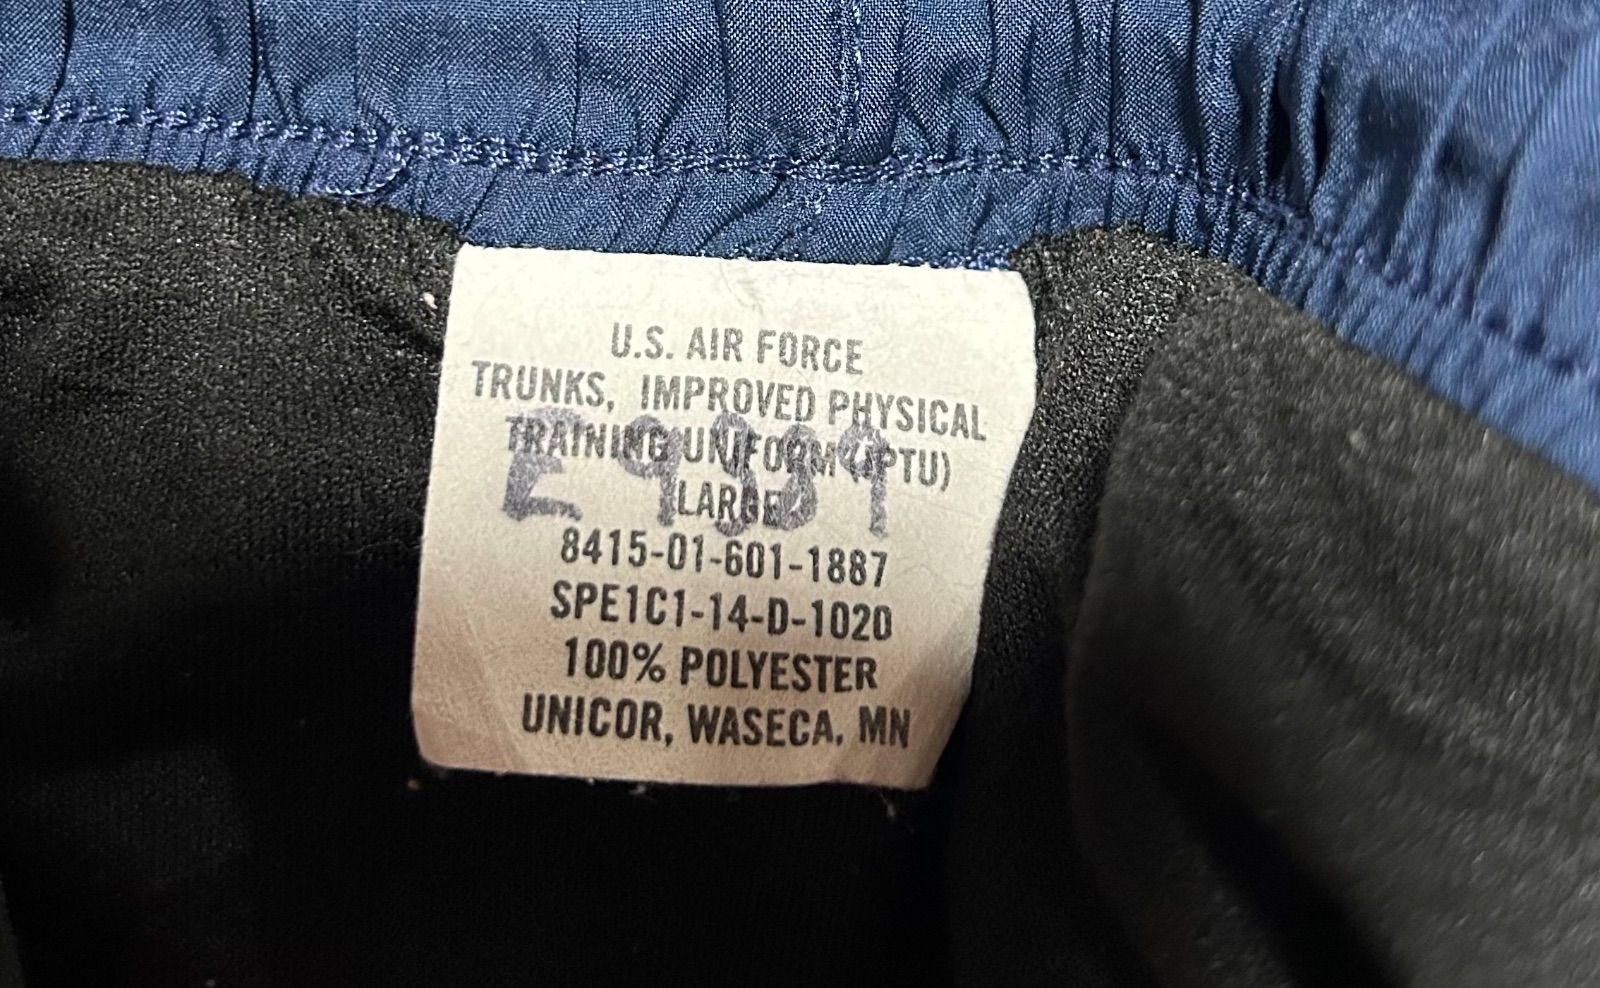 U.S. AIR FORCE
TRUNKS, IMPROVED PHYSICAL
TRAINING UNIFORM (IPTU)
(LARGE)
8415-01-601-1887
SPE1C1-14-D-1020
100% POLYESTER
UNICOR, WASECA, MN